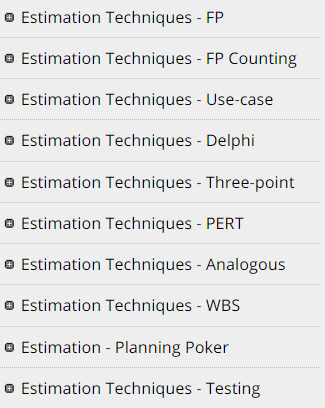 Estimation Techniques - FP
Estimation Techniques - FP Counting
Estimation Techniques - Use-case
Estimation Techniques - Delphi
Estimation Techniques - Three-point
Estimation Techniques - PERT
Estimation Techniques - Analogous
Estimation Techniques - WBS
Estimation - Planning Poker
Estimation Techniques - Testing